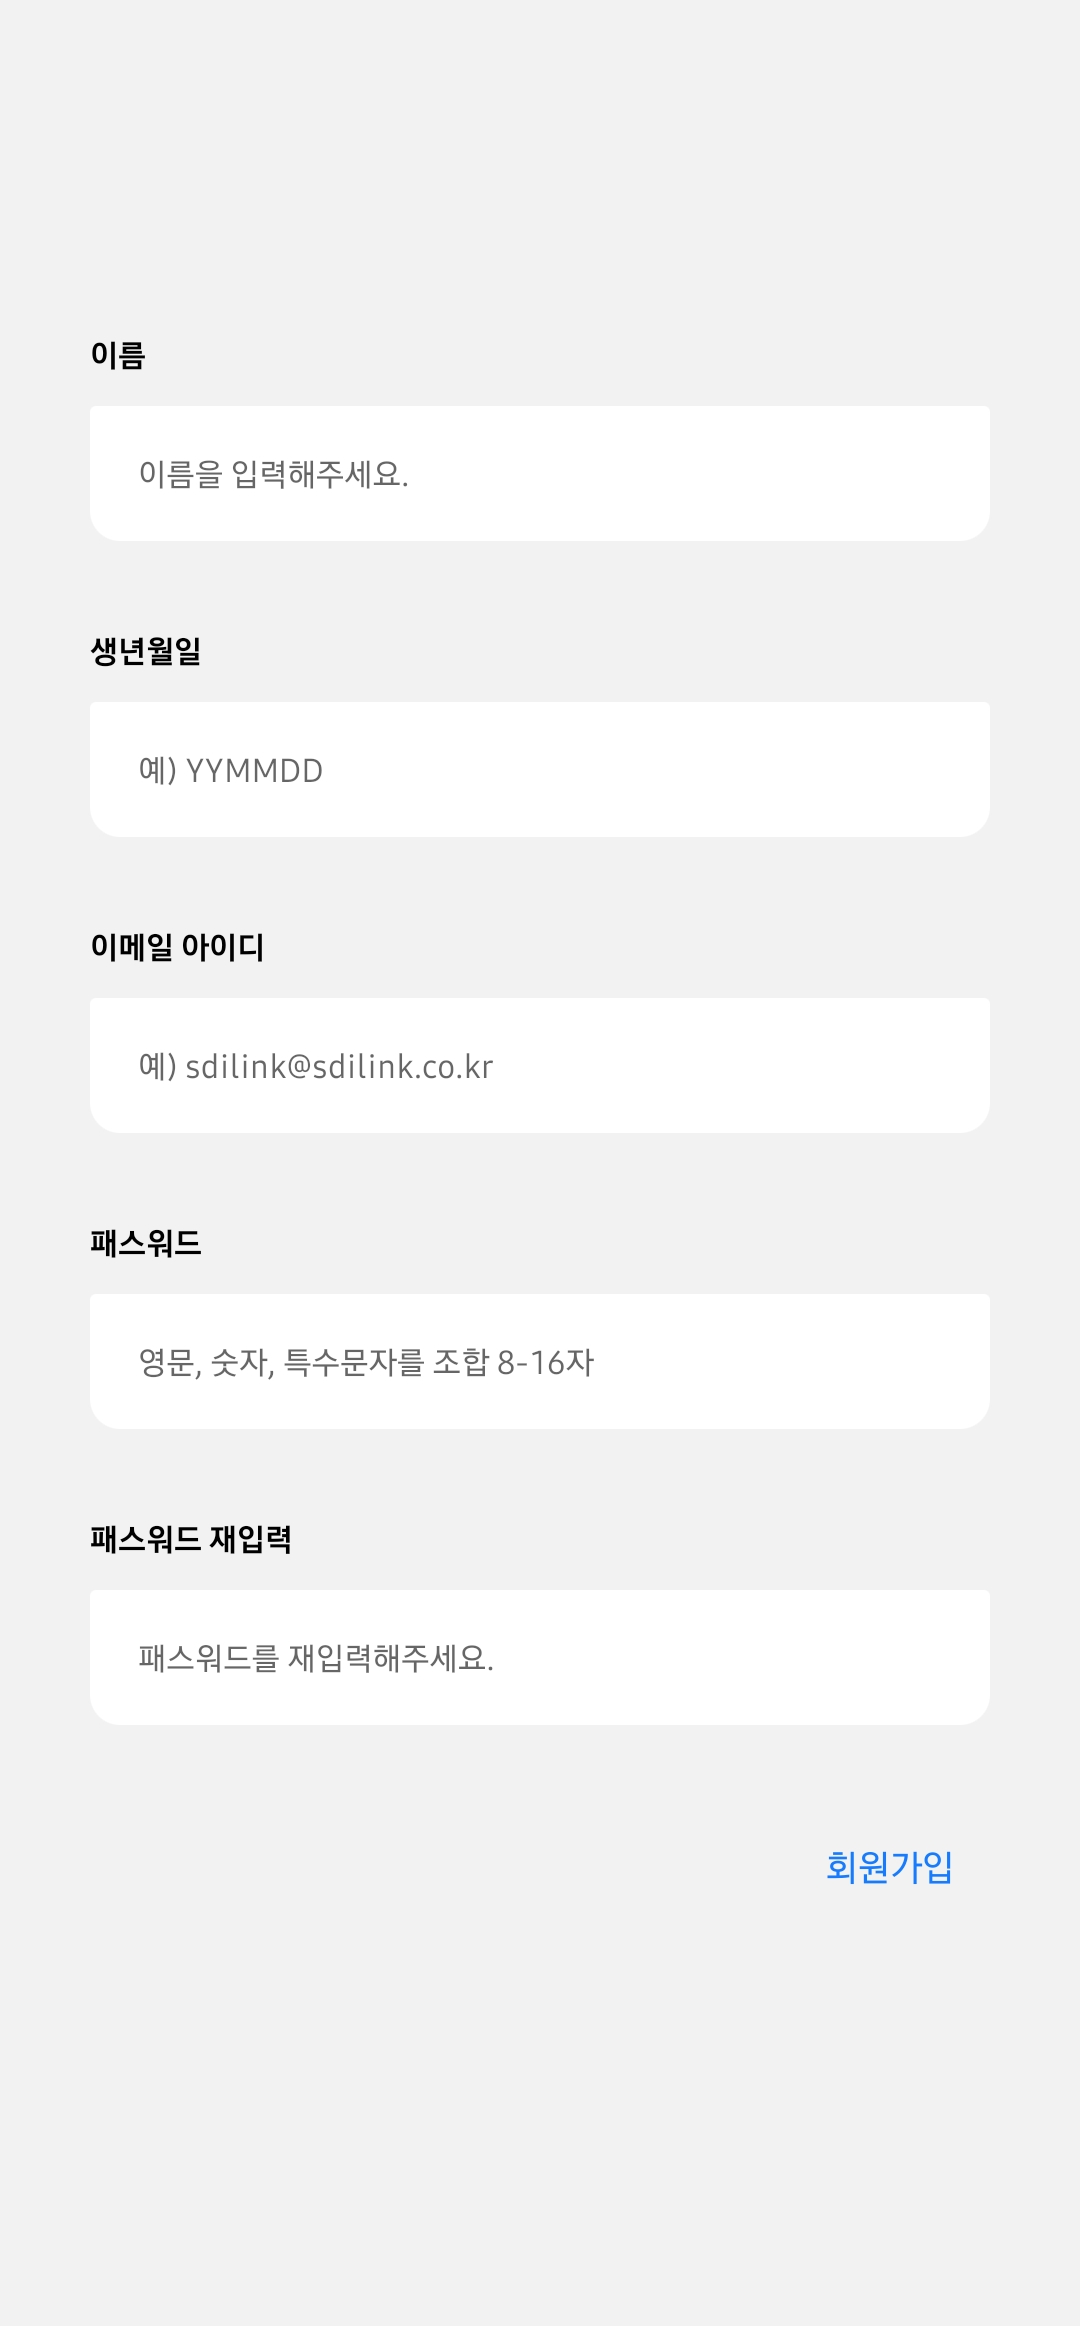 이름
이름을 입력해주세요.
생년월일
예) YYMMDD
이메일 아이디
예) sdilink@sdilink.co.kr
패스워드
영문, 숫자, 특수문자를 조합 8-16자
패스워드 재입력
패스워드를 재입력해주세요.
회원가입